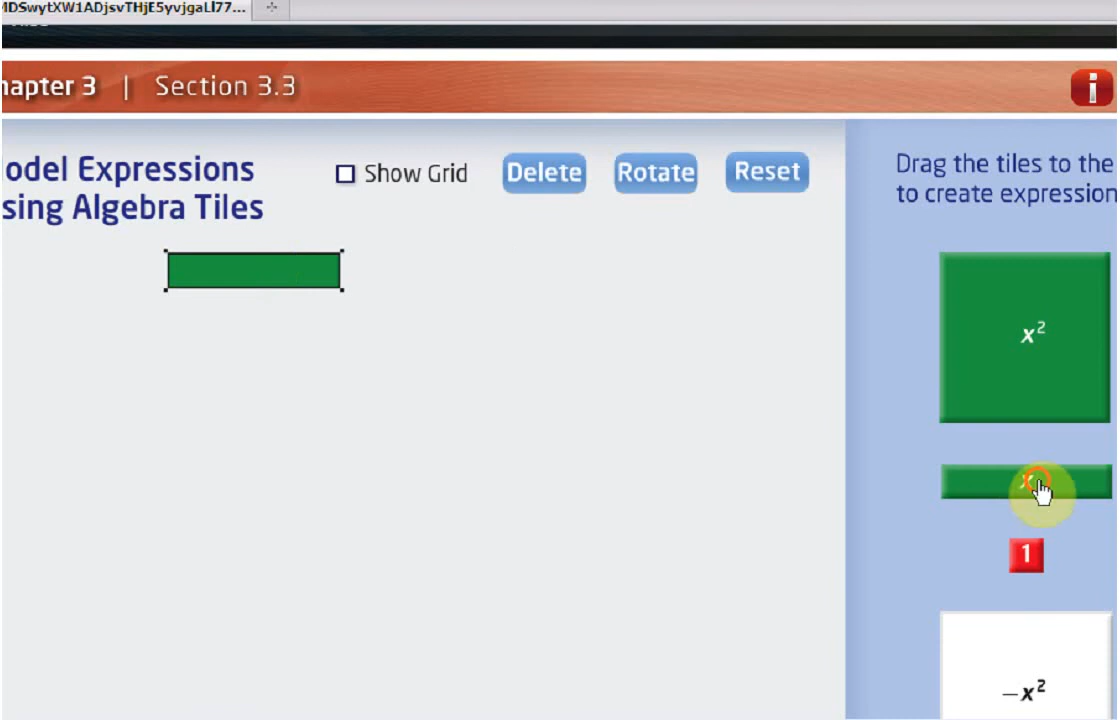 MDSwytXW1ADjsvTHjE5yvjgaLl77...
hapter 3 | Section 3.3
i
odel Expressions
sing Algebra Tiles
Show Grid
Delete
Rotate
Reset
Drag the tiles to the
to create expression
x²
x
1
−x²